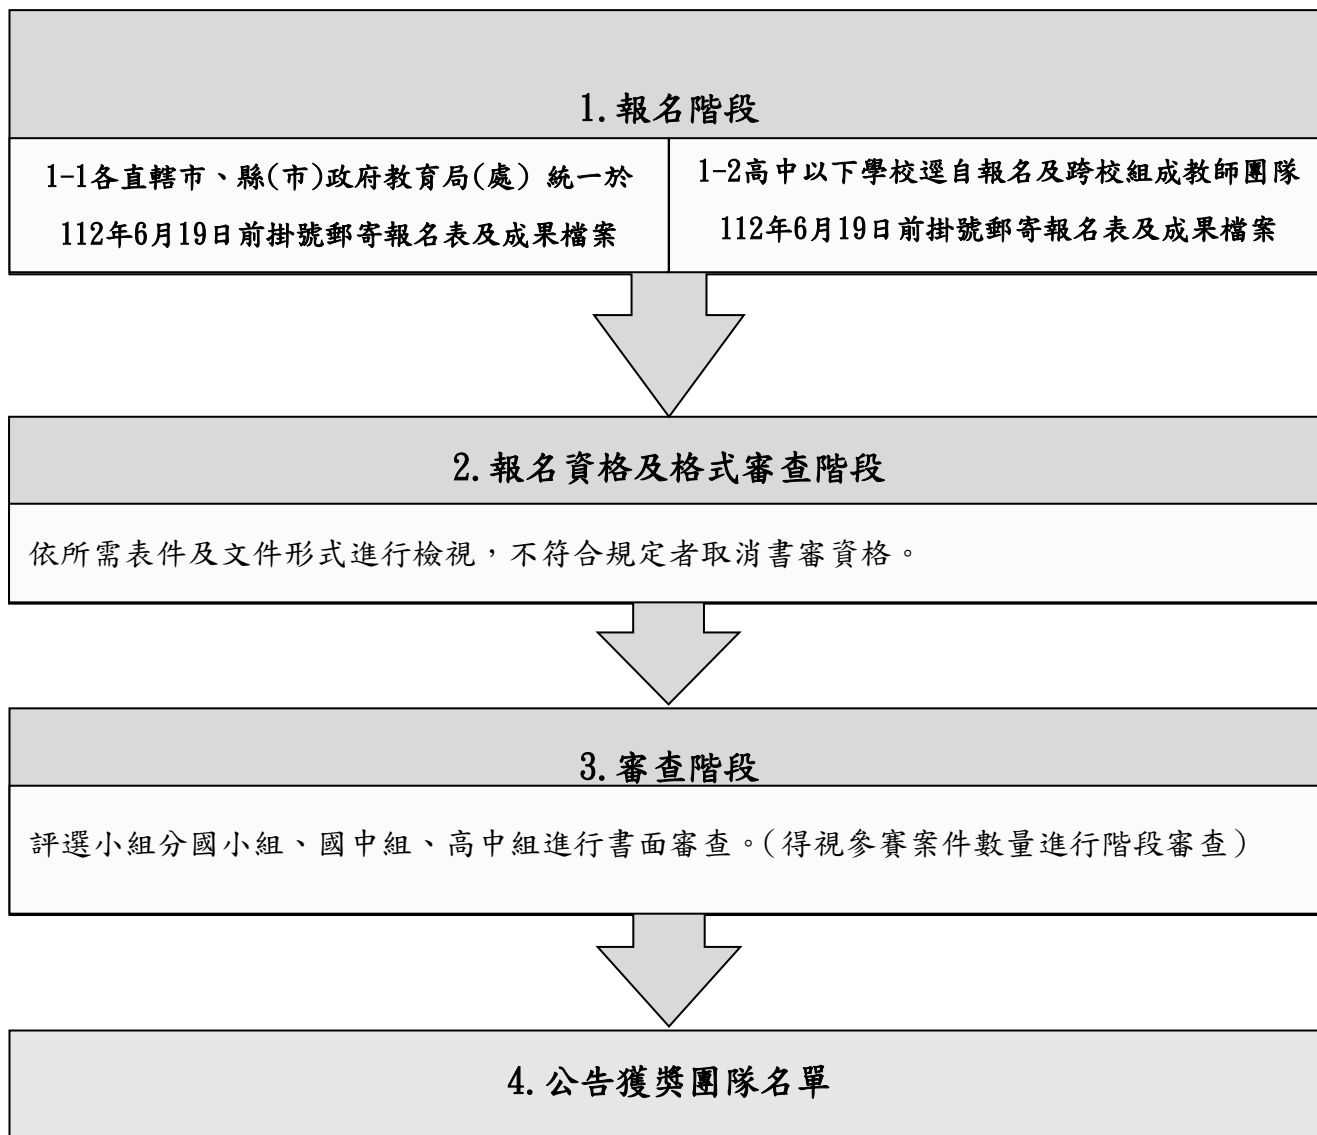 1.報名階段
1-1各直轄市、縣(市)政府教育局(處) 統一於
112年6月19日前掛號郵寄報名表及成果檔案
1-2高中以下學校逕自報名及跨校組成教師團隊
112年6月19日前掛號郵寄報名表及成果檔案
2.報名資格及格式審查階段
依所需表件及文件形式進行檢視，不符合規定者取消書審資格。
3.審查階段
評選小組分國小組、國中組、高中組進行書面審查。(得視參賽案件數量進行階段審查)
4.公告獲獎團隊名單